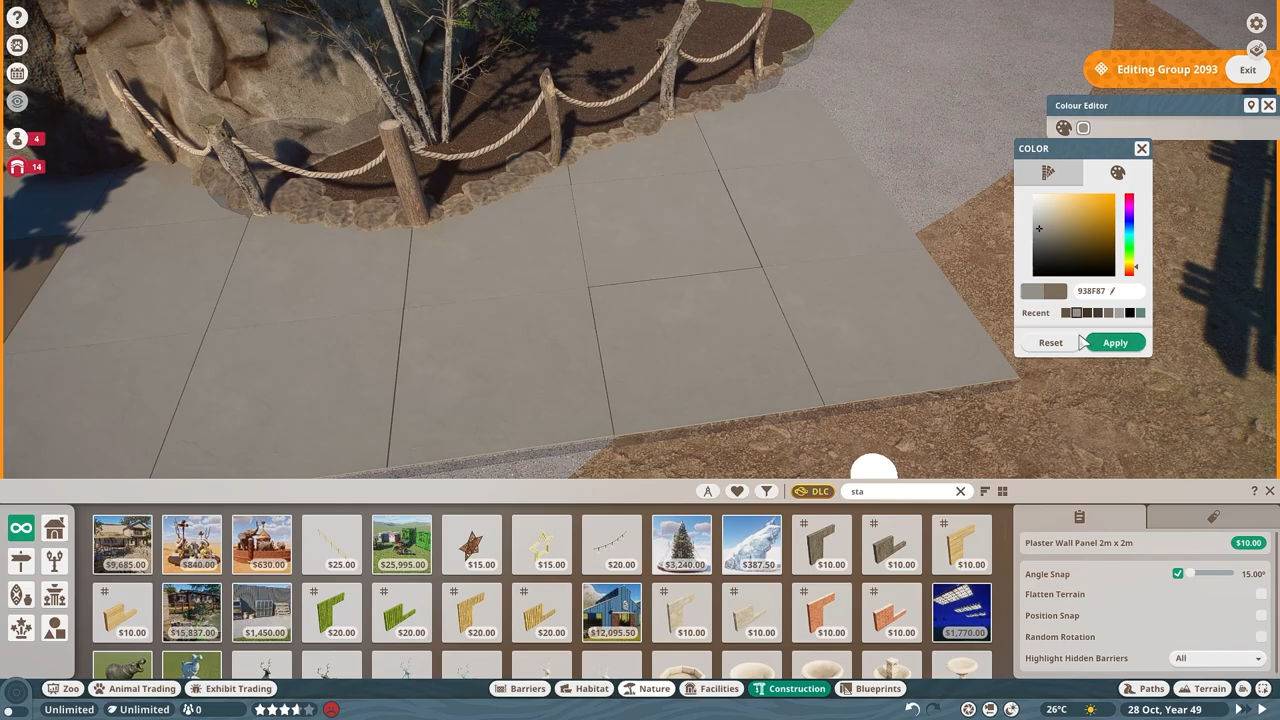 Editing Group 2093
Exit
4
14
Colour Editor
COLOR
938F87
Recent
Reset
Apply
DLC
sta
$9,685.00
$840.00
$630.00
$25.00
$25,995.00
$15.00
$15.00
$20.00
$3,240.00
$387.50
$10.00
$10.00
$10.00
$10.00
$15,837.00
$1,450.00
$20.00
$20.00
$20.00
$20.00
$12,095.50
$10.00
$10.00
$10.00
$10.00
$1,770.00
Plaster Wall Panel 2m x 2m
$10.00
Angle Snap
15.00°
Flatten Terrain
Position Snap
Random Rotation
Highlight Hidden Barriers
All
Zoo
Animal Trading
Exhibit Trading
Barriers
Habitat
Nature
Facilities
Construction
Blueprints
Paths
Terrain
Unlimited
Unlimited
0
26°C
28 Oct, Year 49